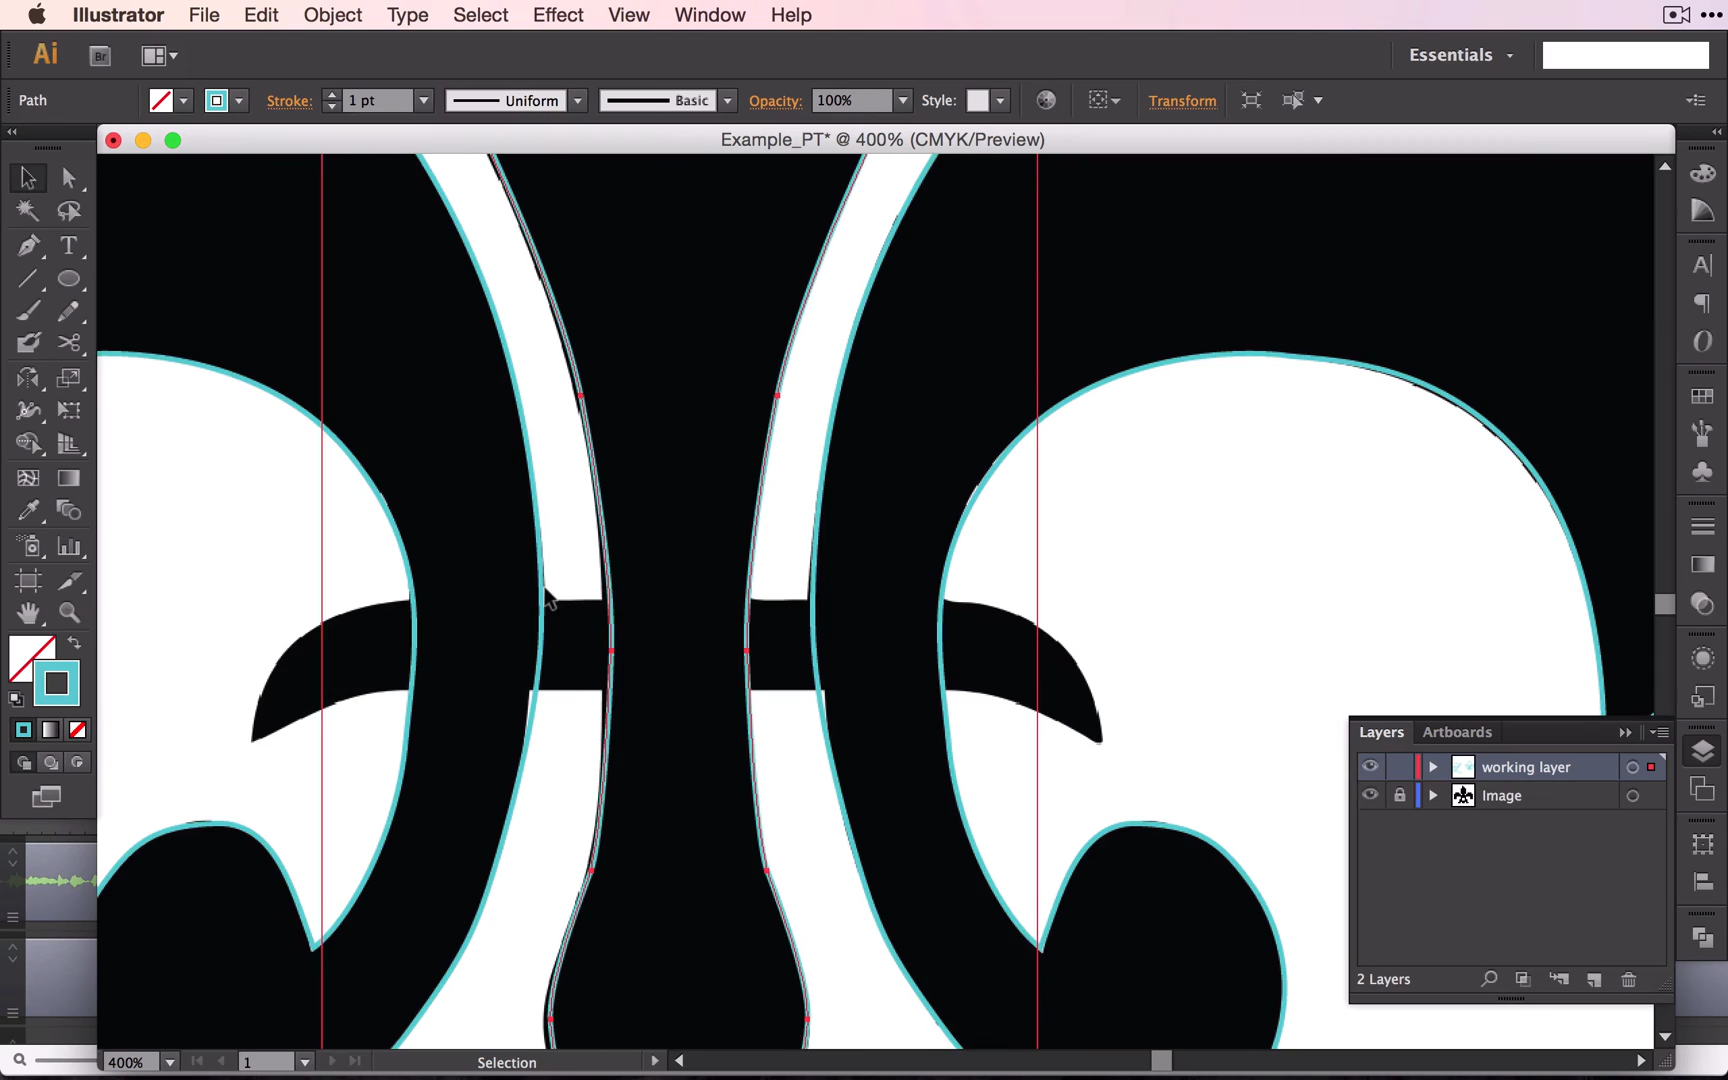 Illustrator File Edit Object Type Select Effect View Window Help
Ai Br Essentials
Path Stroke: 1 pt Uniform Basic Opacity: 100% Style: Transform
Example_PT* @ 400% (CMYK/Preview)
T
A
O
Layers Artboards
working layer
Image
2 Layers
400% 1 Selection